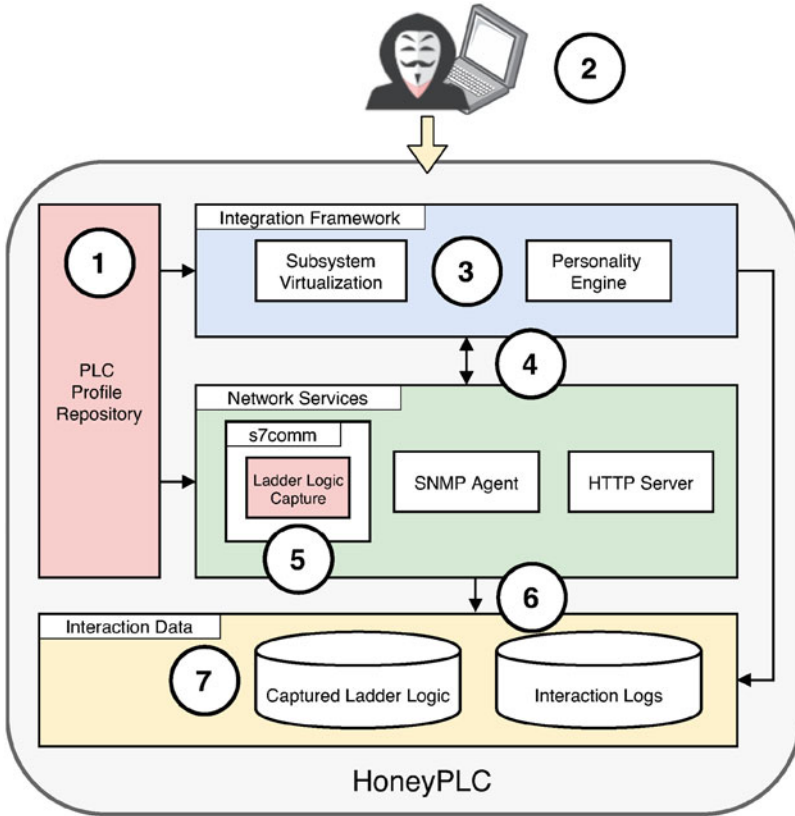 2
1
PLC
Profile
Repository
Integration Framework
Subsystem
Virtualization
3
Personality
Engine
4
Network Services
s7comm
Ladder Logic
Capture
5
SNMP Agent
HTTP Server
6
Interaction Data
7
Captured Ladder Logic
Interaction Logs
HoneyPLC